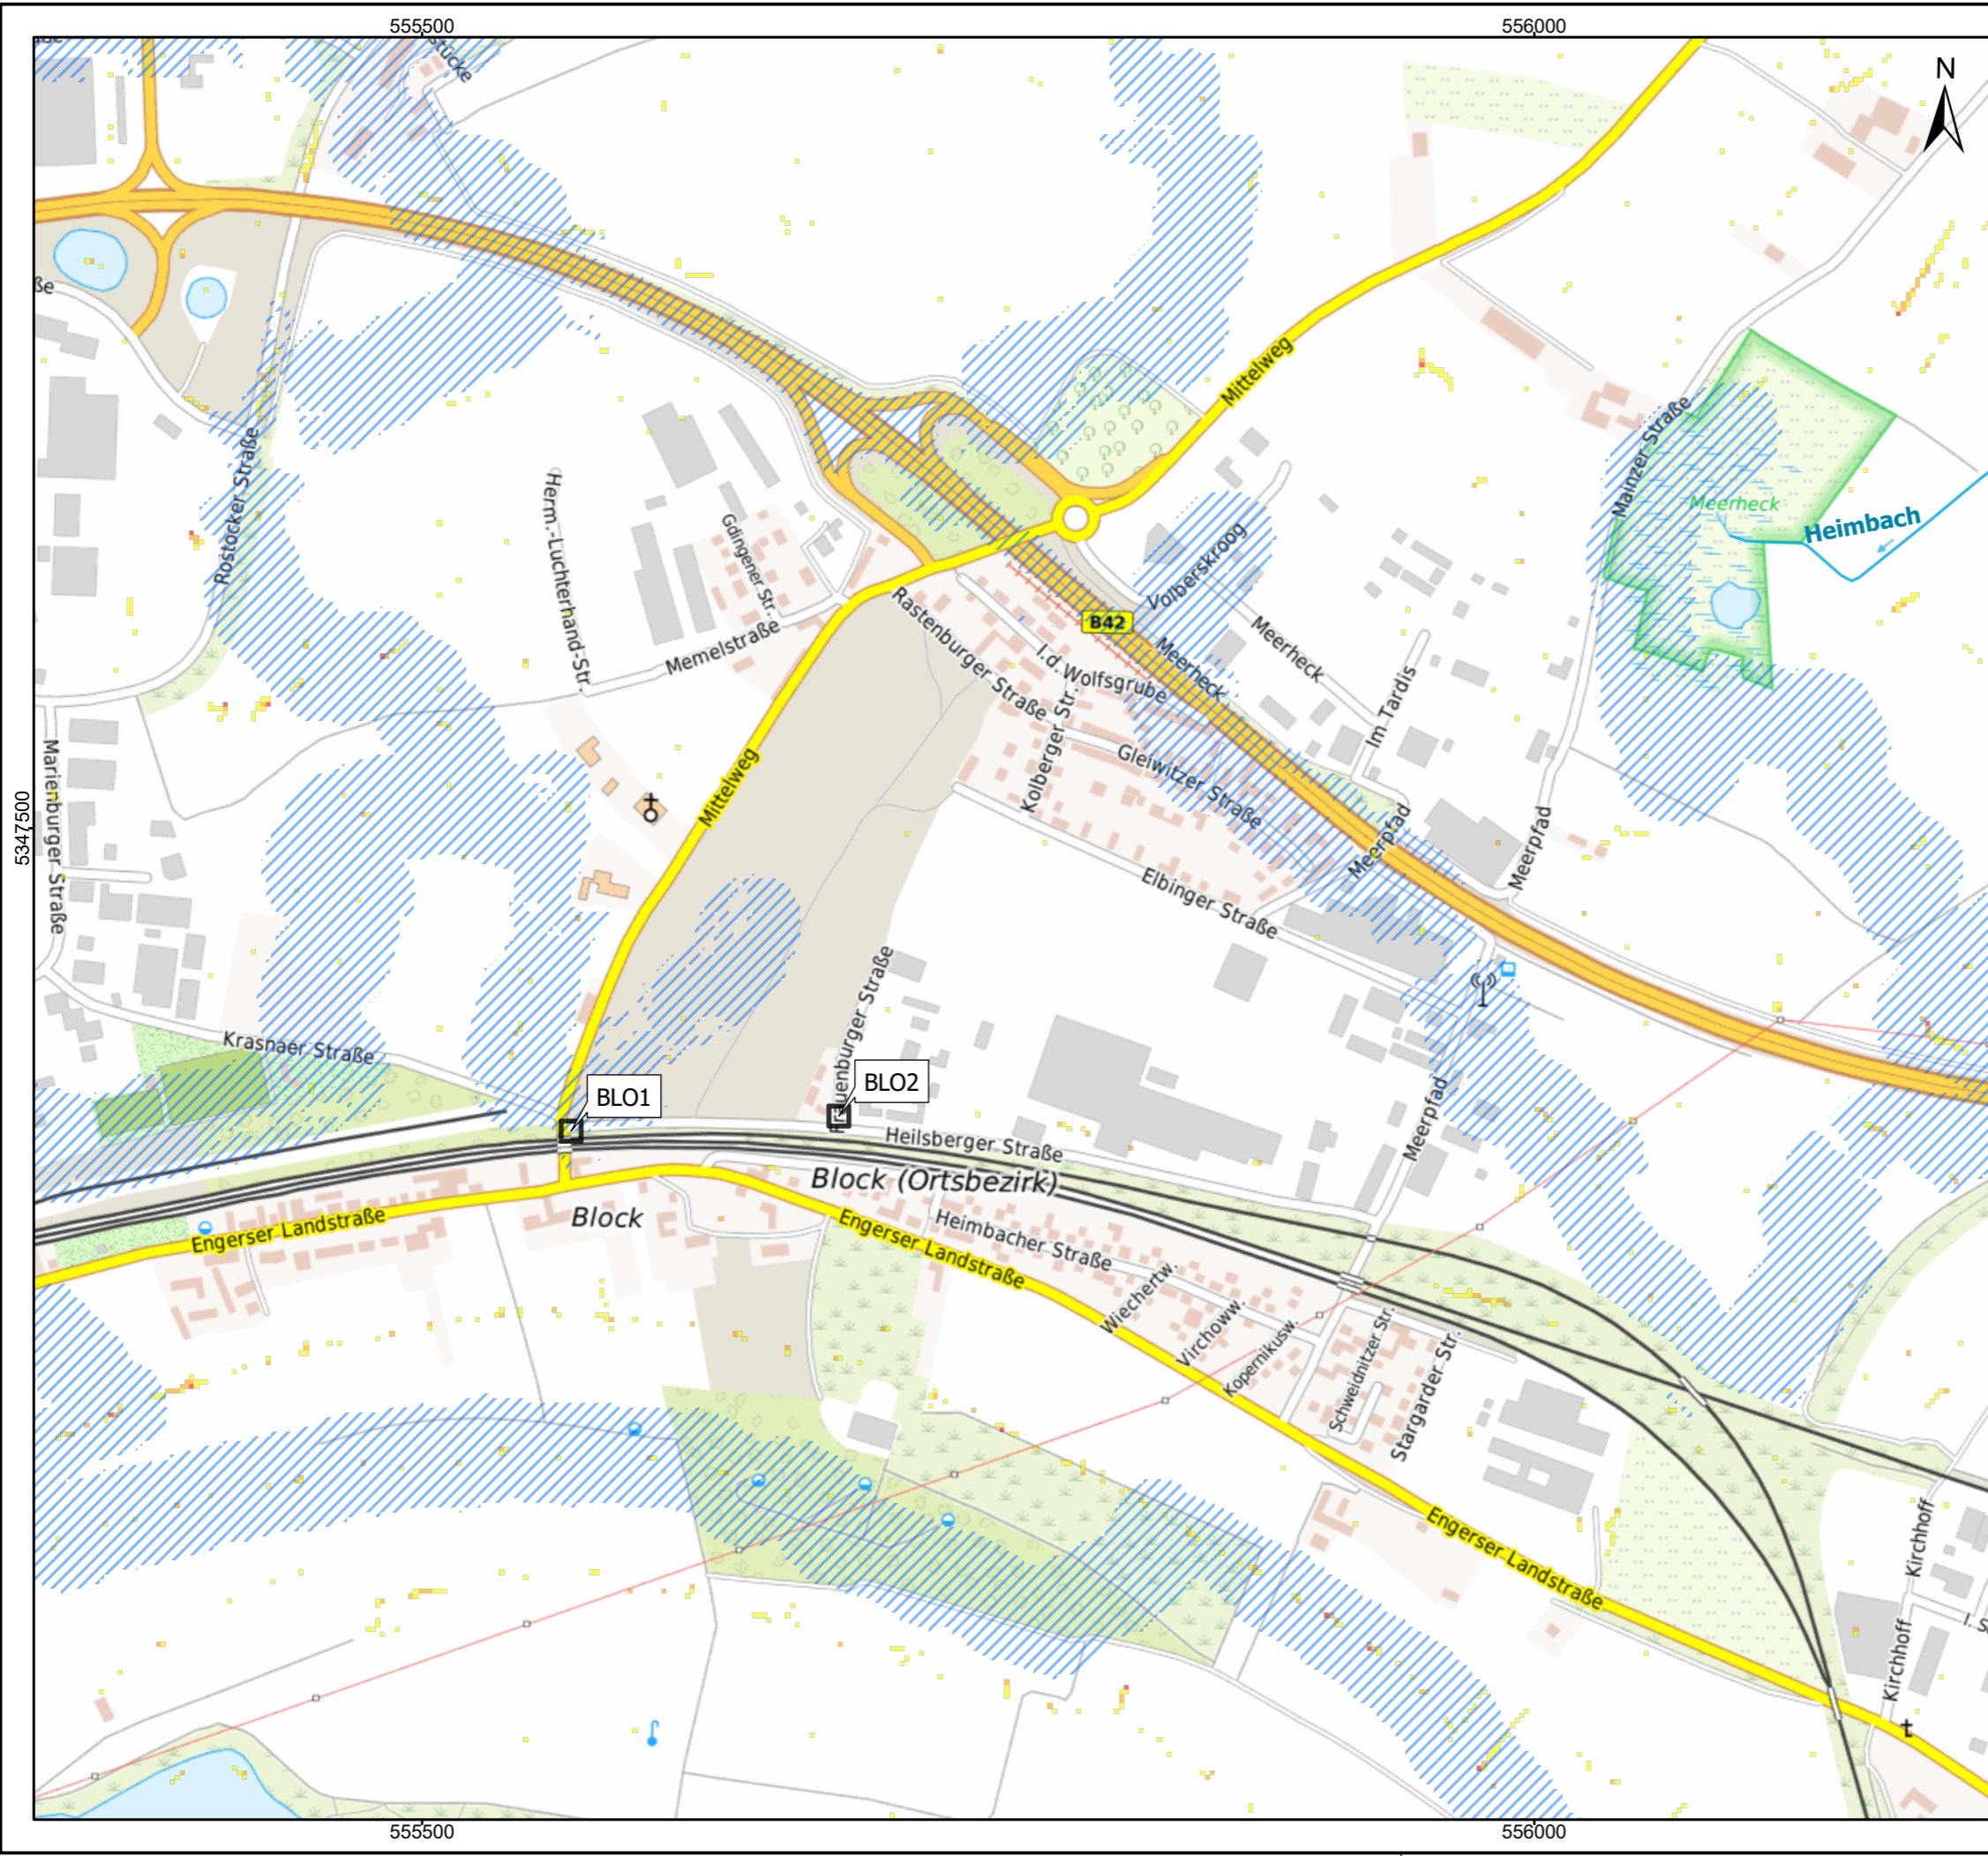 555500
556000
N
stücke
Mittelweg
ße
Mainzer Straße
Rostocker Straße
Meerheck
Heimbach
Herm.-Luchterhand-Str.
Gdingener Str.
Volberskroog
B42
Memelstraße
Rastenburger Straße
Meerheck
Meerheck
I.d.Wolfsgrube
Im Tardis
Kolberger Str.
Marienburger Straße
Mittelweg
Gleiwitzer Straße
5347500
Meerpfad
Meerpfad
Elbinger Straße
Krasnaer Straße
BLO1
BLO2
Meerpfad
Heilsberger Straße
Block (Ortsbezirk)
Block
Engerser Landstraße
Engerser Landstraße
Heimbacher Straße
Wiechertw.
Virchoww.
Kopernikusw.
Schweidnitzer Str.
Stargarder Str.
Engerser Landstraße
Kirchhoff
Kirchhoff
555500
556000